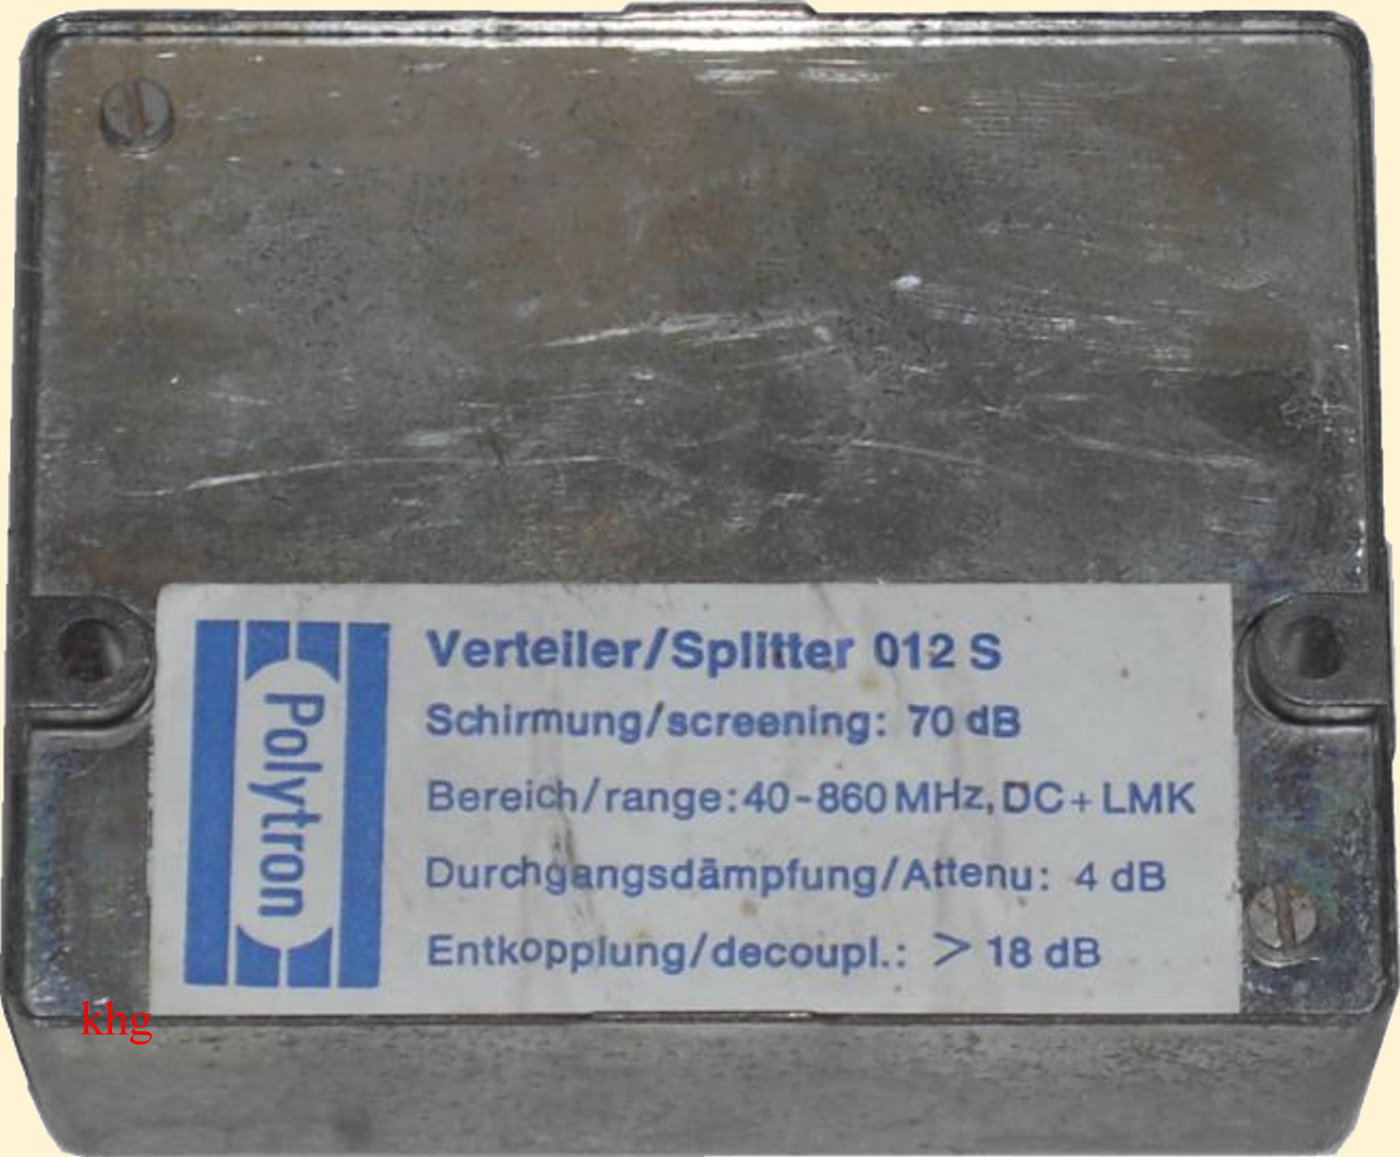 Polytron
Verteiler/Splitter 012 S
Schirmung/screening: 70 dB
Bereich/range: 40-860 MHz, DC + LMK
Durchgangsdämpfung/Attenu: 4 dB
Entkopplung/decoupl.: > 18 dB
khg